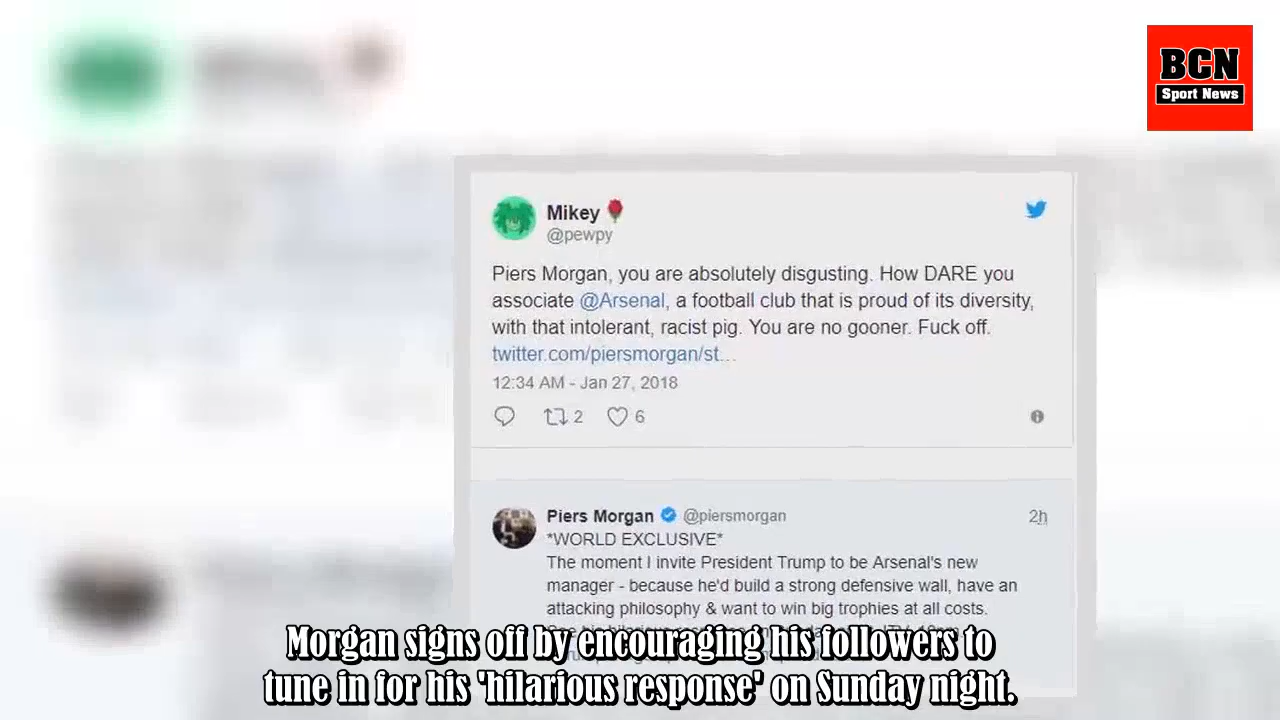 BCN
Sport News
Mikey
@pewpy
Piers Morgan, you are absolutely disgusting. How DARE you
associate @Arsenal, a football club that is proud of its diversity,
with that intolerant, racist pig. You are no gooner. Fuck off.
twitter.com/piersmorgan/st...
12:34 AM - Jan 27, 2018
2 6
Piers Morgan @piersmorgan 2h
*WORLD EXCLUSIVE*
The moment I invite President Trump to be Arsenal's new
manager - because he'd build a strong defensive wall, have an
attacking philosophy & want to win big trophies at all costs.
Morgan signs off by encouraging his followers to
tune in for his 'hilarious response' on Sunday night.